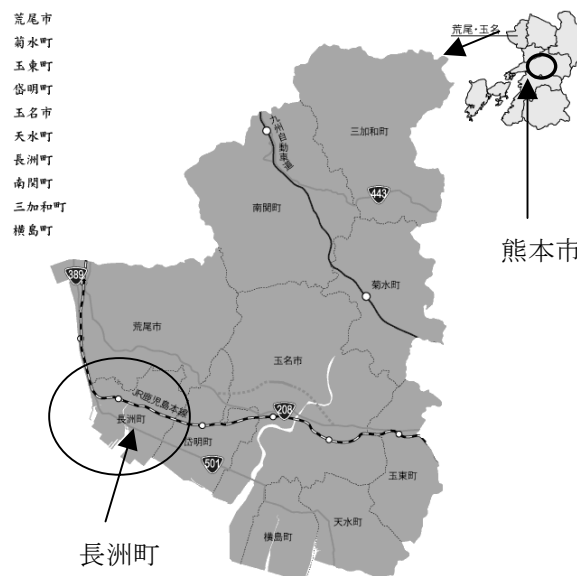 荒尾市
菊水町
玉東町
岱明町
玉名市
天水町
長洲町
南関町
三加和町
横島町
荒尾・玉名
熊本市
九州自動車道
三加和町
443
南関町
菊水町
389
荒尾市
玉名市
JR鹿児島本線
208
長洲町
岱明町
501
玉東町
天水町
横島町
長洲町